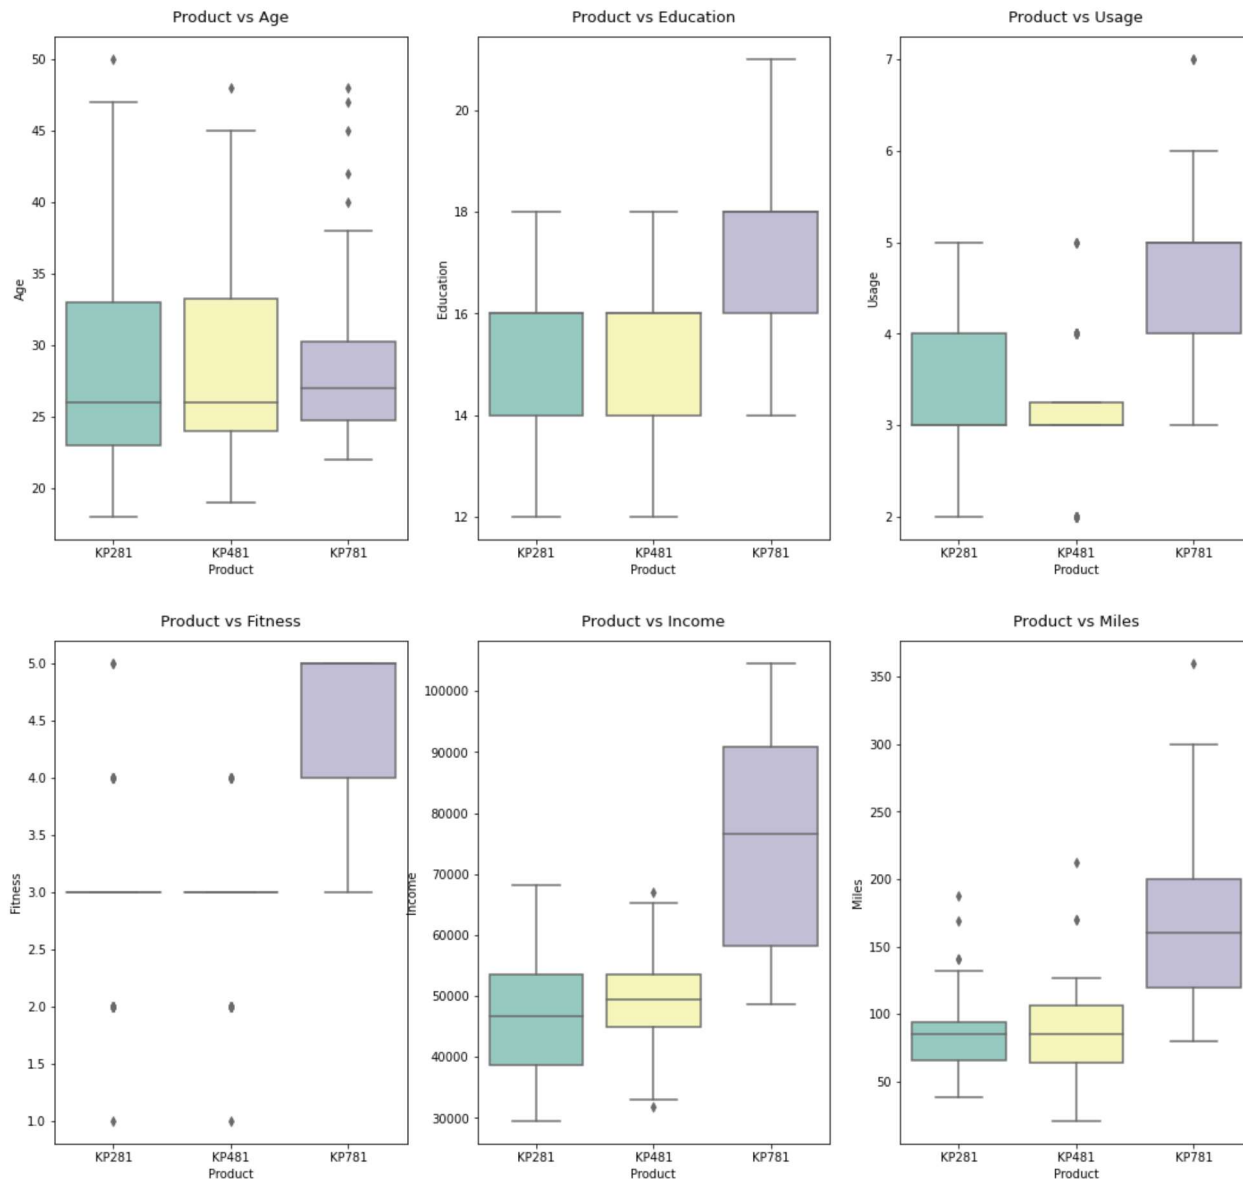 Product vs Age
Product vs Education
Product vs Usage
50
45
40
35
30
25
20
Age
KP281
KP481
KP781
Product
20
18
16
14
12
Education
KP281
KP481
KP781
Product
7
6
5
4
3
2
Usage
KP281
KP481
KP781
Product
Product vs Fitness
Product vs Income
Product vs Miles
5.0
4.5
4.0
3.5
3.0
2.5
2.0
1.5
1.0
Fitness
KP281
KP481
KP781
Product
100000
90000
80000
70000
60000
50000
40000
30000
Income
KP281
KP481
KP781
Product
350
300
250
200
150
100
50
Miles
KP281
KP481
KP781
Product